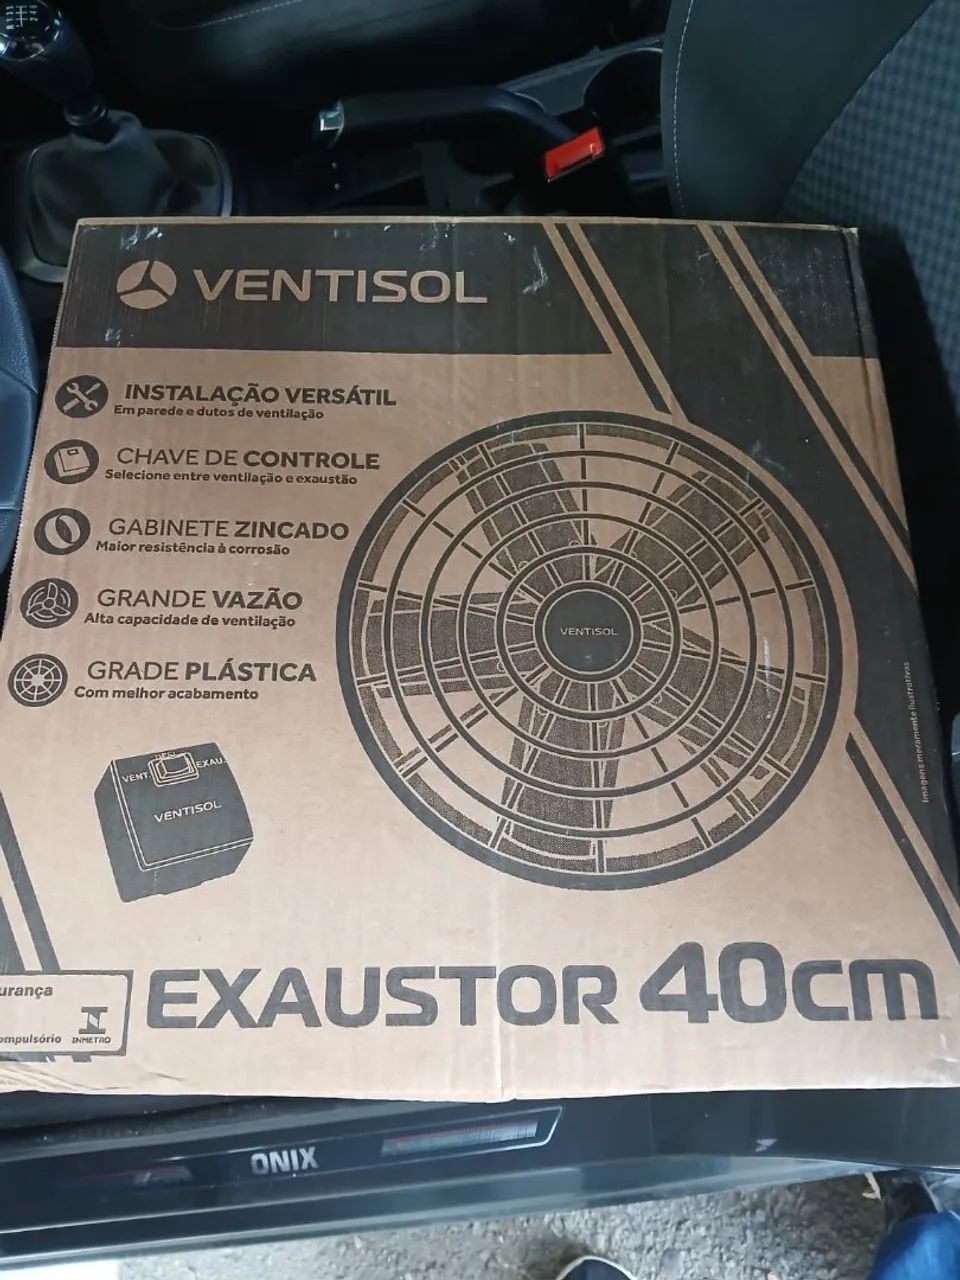 VENTISOL
INSTALAÇÃO VERSÁTIL
Em parede e dutos de ventilação
CHAVE DE CONTROLE
Selecione entre ventilação e exaustão
GABINETE ZINCADO
Maior resistência à corrosão
GRANDE VAZÃO
Alta capacidade de ventilação
GRADE PLÁSTICA
Com melhor acabamento
VENTISOL
Imagens meramente ilustrativas
DESL.
VENT. EXAU.
VENTISOL
urança
ompulsório INMETRO
EXAUSTOR 40cm
ONIX